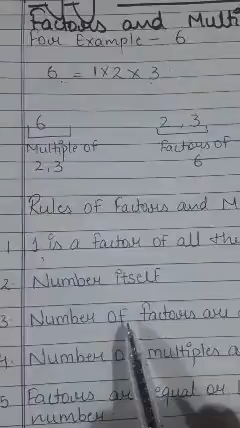 Factors and Multi
For Example - 6
6 = 1 x 2 x 3
6
2, 3
Multiple of
2, 3
Factors of
6
Rules of Factors and M
1. 1 is a factor of all the
2. Number itself
3. Number of factors are
4. Number of multiples a
5. Factors are equal or
number